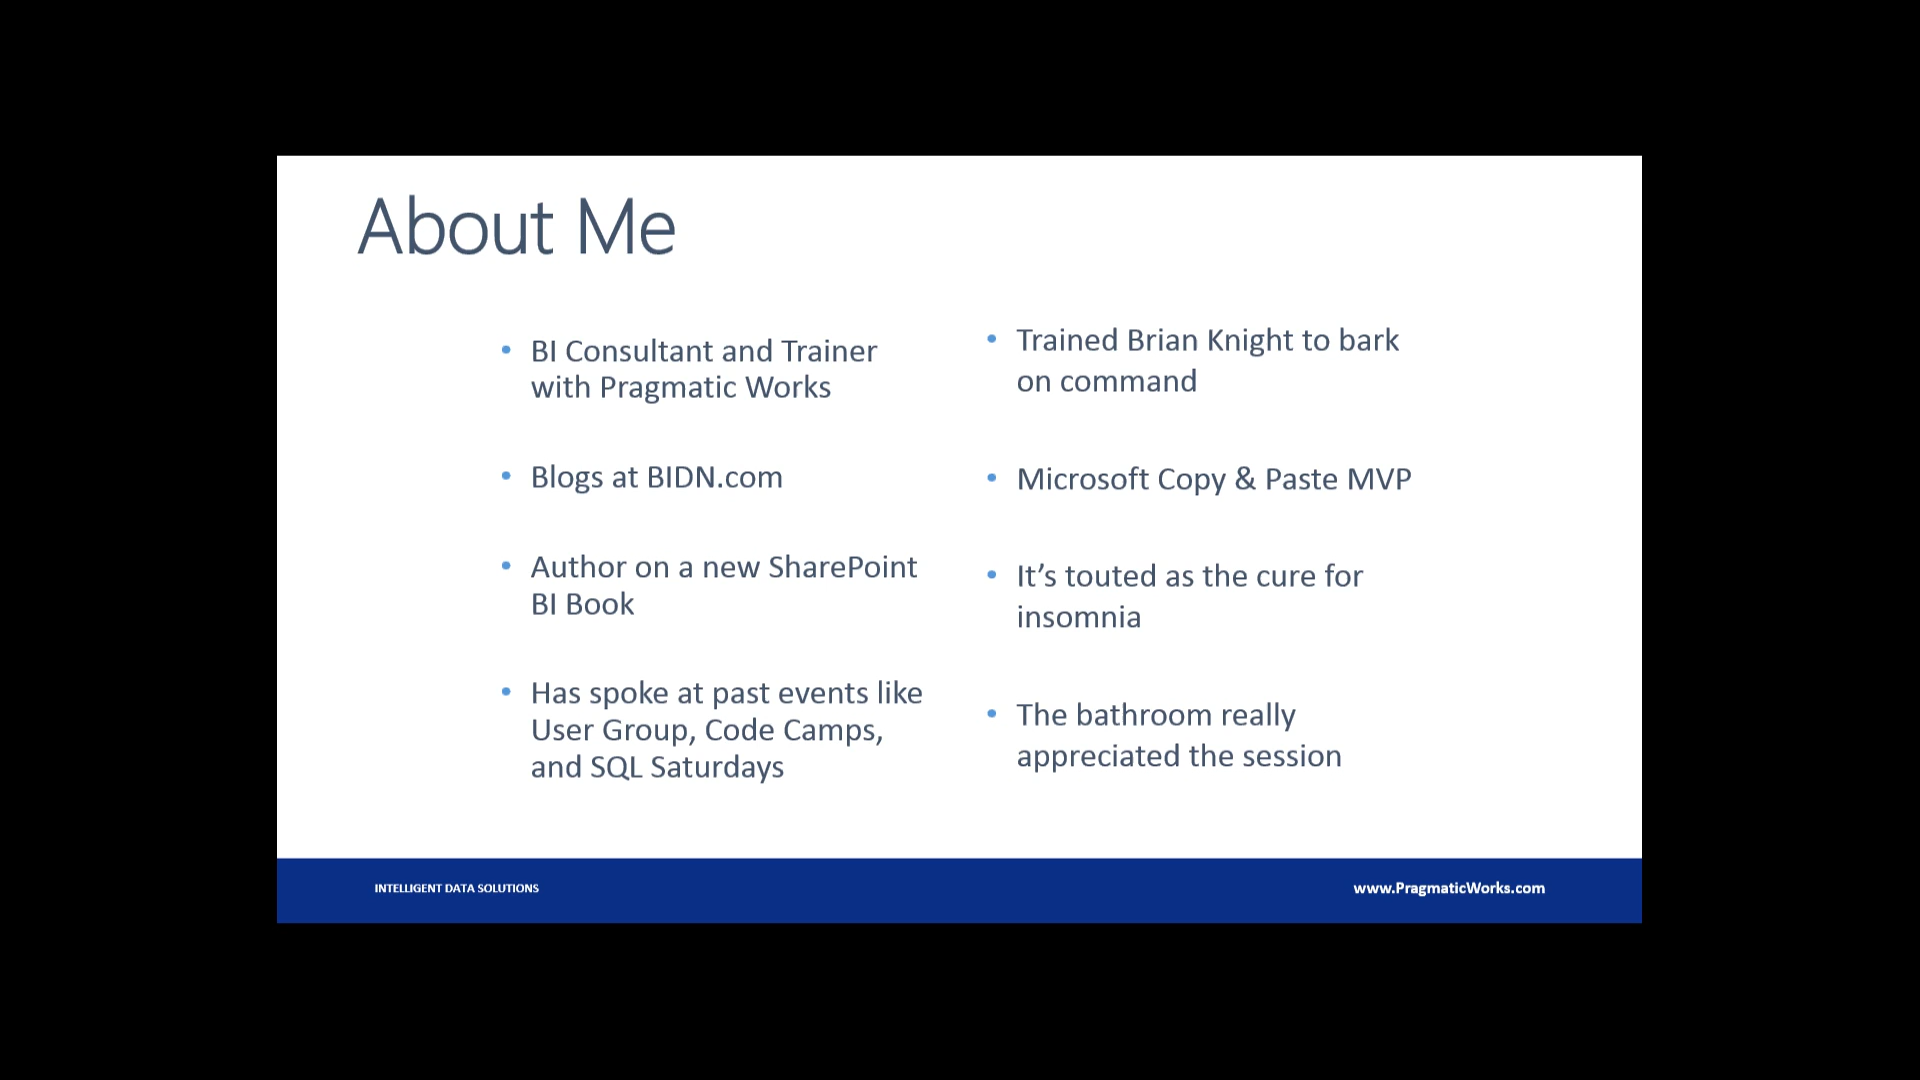 About Me
• BI Consultant and Trainer
with Pragmatic Works
• Blogs at BIDN.com
• Author on a new SharePoint
BI Book
• Has spoke at past events like
User Group, Code Camps,
and SQL Saturdays
• Trained Brian Knight to bark
on command
• Microsoft Copy & Paste MVP
• It’s touted as the cure for
insomnia
• The bathroom really
appreciated the session
INTELLIGENT DATA SOLUTIONS
www.PragmaticWorks.com